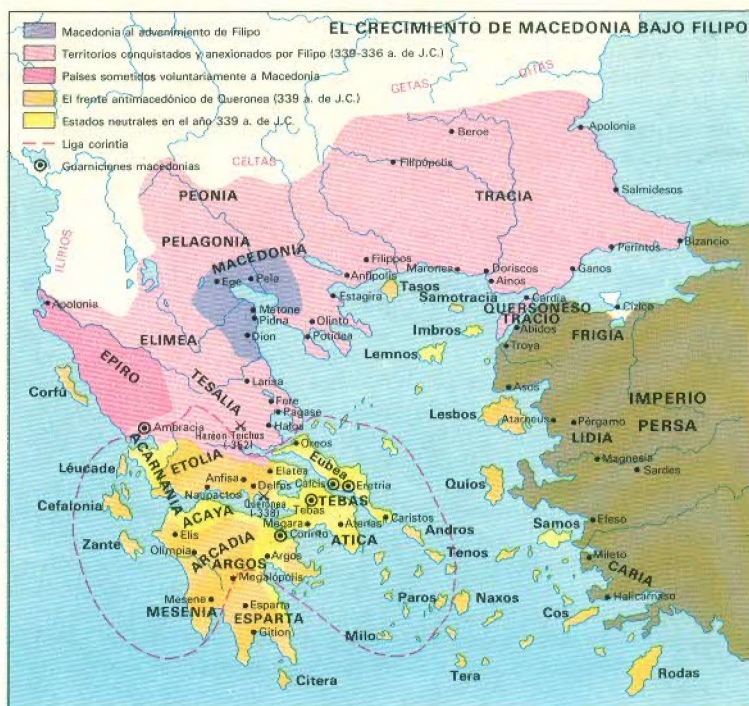 EL CRECIMIENTO DE MACEDONIA BAJO FILIPO
Macedonia al advenimiento de Filipo
Territorios conquistados y anexionados por Filipo (339-336 a. de J.C.)
Países sometidos voluntariamente a Macedonia
El frente antimacedónico de Queronea (339 a. de J.C.)
Estados neutrales en el año 339 a. de J.C.
Liga corintia
Guarniciones macedonias
ESCITAS
GETAS
CELTAS
ILIRIOS
Beroe
Apolonia
Filipópolis
PEONIA
TRACIA
Salmidesos
PELAGONIA
MACEDONIA
Bizancio
Perintos
Filippos
Maronea
Doriscos
Ganos
Ege
Pela
Anfípolis
Ainos
Tasos
Estagira
Samotracia
Cardia
Cízico
QUERSONESO
TRACIO
Apolonia
Metone
Pidna
Olinto
Potidea
Imbros
Abidos
FRIGIA
ELIMEA
Dion
Lemnos
Troya
EPIRO
TESALIA
Larisa
Asos
IMPERIO
PERSA
Corfú
Fere
Pagase
Lesbos
Atarneus
Pérgamo
LIDIA
Ambracia
Halos
(-352)
Oreos
Magnesia
Sardes
ACARNANIA
ETOLIA
Elatea
Eubea
Léucade
Anfisa
Delfos
Calcis
Eretria
Quíos
Naupactos
Queronea
(-338)
TEBAS
Tebas
Cefalonia
ACAYA
Megara
Atenas
Caristos
Samos
Efeso
Zante
Elis
Corinto
ATICA
Andros
Olimpia
ARCADIA
Argos
ARGOS
Tenos
Mileto
CARIA
Megalópolis
Mesene
MESENIA
Esparta
ESPARTA
Paros
Naxos
Halicarnaso
Cos
Gition
Milo
Citera
Tera
Rodas